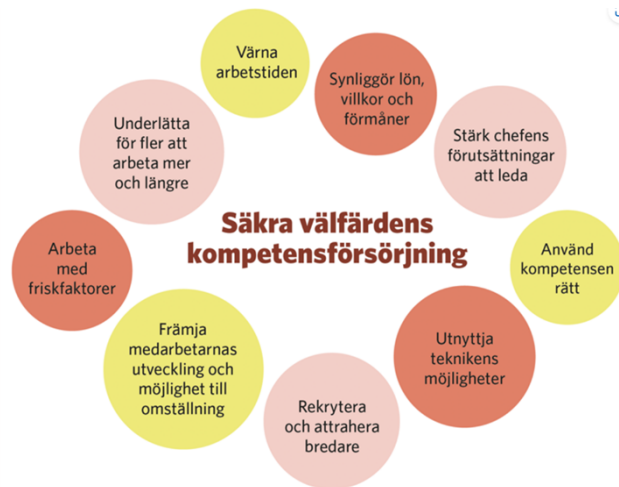 Värna
arbetstiden
Synliggör lön,
villkor och
förmåner
Stärk chefens
förutsättningar
att leda
Använd
kompetensen
rätt
Utnyttja
teknikens
möjligheter
Rekrytera
och attrahera
bredare
Främja
medarbetarnas
utveckling och
möjlighet till
omställning
Arbeta
med
friskfaktorer
Underlätta
för fler att
arbeta mer
och längre
Säkra välfärdens
kompetensförsörjning